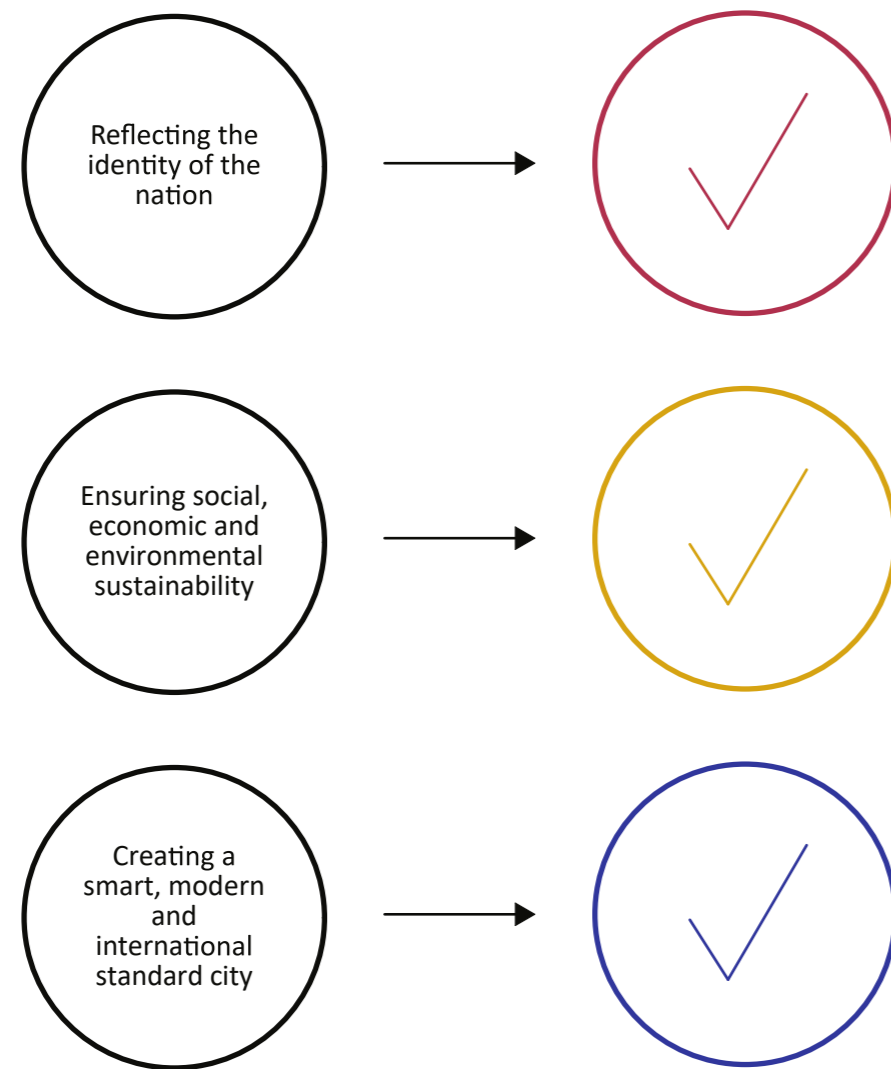 Reflecting the
identity of the
nation
Ensuring social,
economic and
environmental
sustainability
Creating a
smart, modern
and
international
standard city